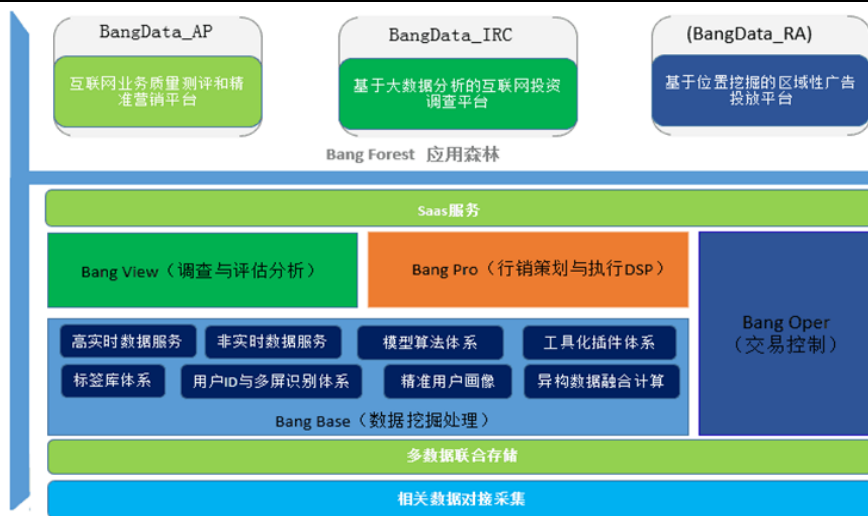 BangData_AP
互联网业务质量测评和精
准营销平台
BangData_IRC
基于大数据分析的互联网投资
调查平台
(BangData_RA)
基于位置挖掘的区域性广告
投放平台
Bang Forest 应用森林
Saas服务
Bang View（调查与评估分析）
Bang Pro（行销策划与执行DSP）
Bang Oper
（交易控制）
高实时数据服务
非实时数据服务
模型算法体系
工具化插件体系
标签库体系
用户ID与多屏识别体系
精准用户画像
异构数据融合计算
Bang Base（数据挖掘处理）
多数据联合存储
相关数据对接采集